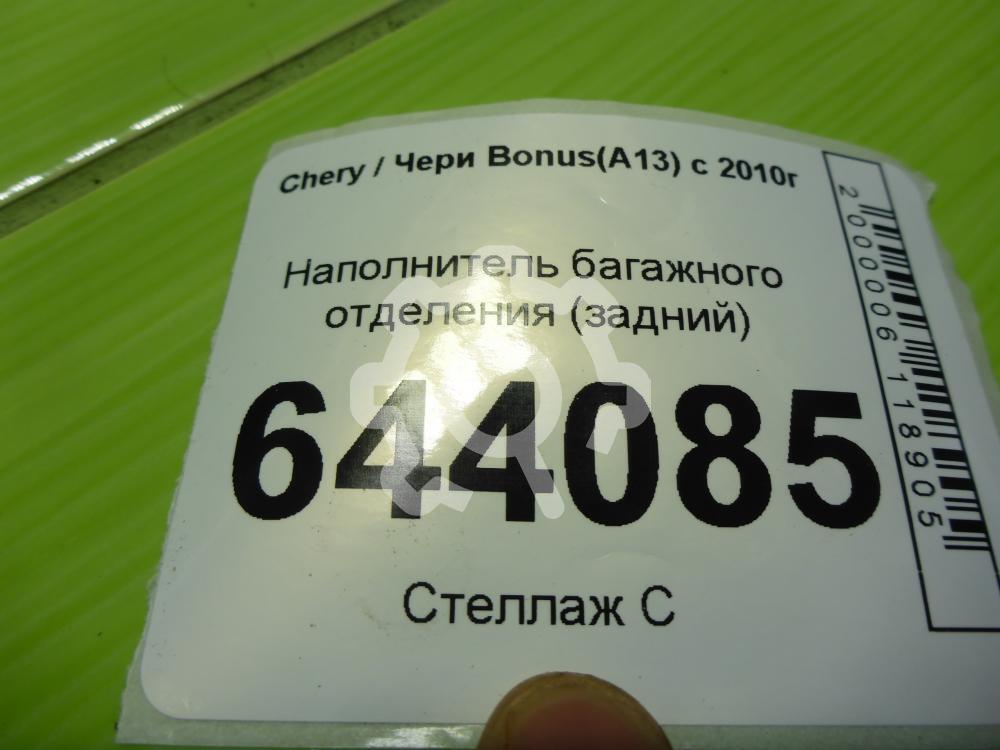 Chery / Чери Bonus(A13) с 2010г
Наполнитель багажного
отделения (задний)
644085
Стеллаж С
2000006118905